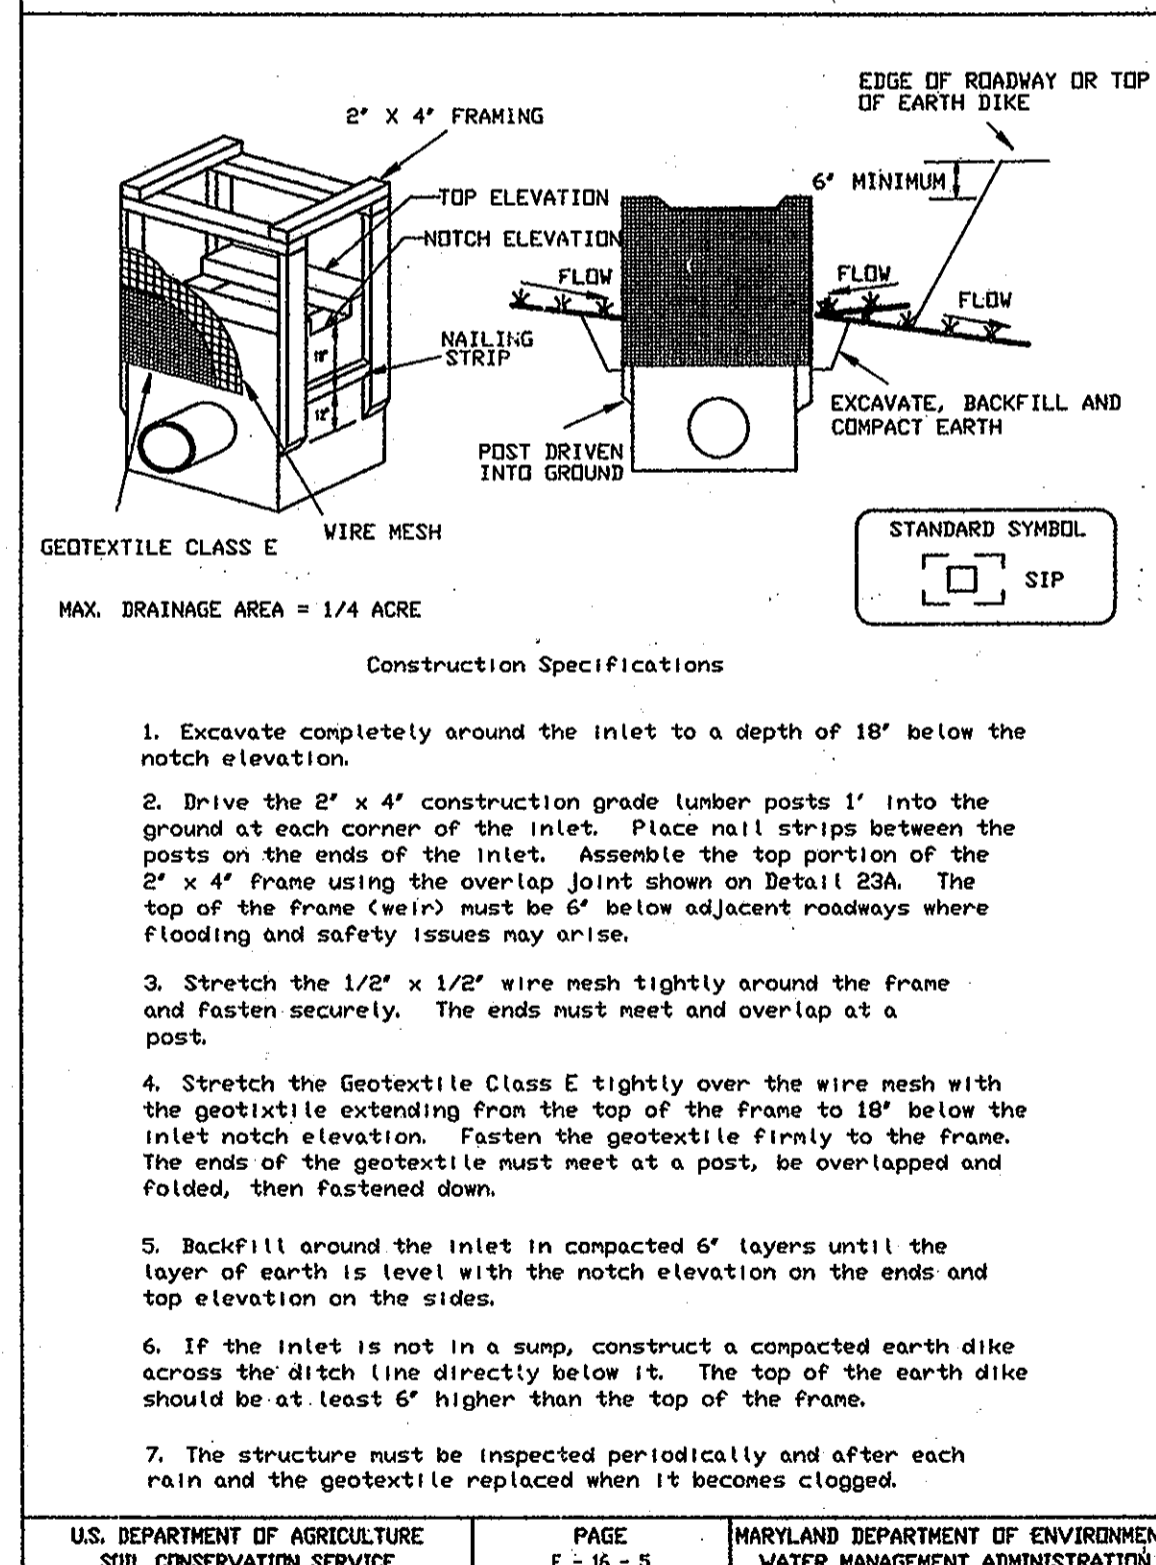 EDGE OF ROADWAY OR TOP
OF EARTH DIKE
2" X 4" FRAMING
6" MINIMUM
TOP ELEVATION
NOTCH ELEVATION
FLOW
FLOW
FLOW
NAILING
STRIP
12"
EXCAVATE, BACKFILL AND
COMPACT EARTH
POST DRIVEN
INTO GROUND
WIRE MESH
GEOTEXTILE CLASS E
STANDARD SYMBOL
SIP
MAX. DRAINAGE AREA = 1/4 ACRE
Construction Specifications
1. Excavate completely around the inlet to a depth of 18" below the
notch elevation.
2. Drive the 2" x 4" construction grade lumber posts 1' into the
ground at each corner of the inlet. Place nail strips between the
posts on the ends of the inlet. Assemble the top portion of the
2" x 4" frame using the overlap joint shown on Detail 23A. The
top of the frame (weir) must be 6" below adjacent roadways where
flooding and safety issues may arise.
3. Stretch the 1/2" x 1/2" wire mesh tightly around the frame
and fasten securely. The ends must meet and overlap at a
post.
4. Stretch the Geotextile Class E tightly over the wire mesh with
the geotixtile extending from the top of the frame to 18" below the
inlet notch elevation. Fasten the geotextile firmly to the frame.
The ends of the geotextile must meet at a post, be overlapped and
folded, then fastened down.
5. Backfill around the inlet in compacted 6" layers until the
layer of earth is level with the notch elevation on the ends and
top elevation on the sides.
6. If the inlet is not in a sump, construct a compacted earth dike
across the ditch line directly below it. The top of the earth dike
should be at least 6" higher than the top of the frame.
7. The structure must be inspected periodically and after each
rain and the geotextile replaced when it becomes clogged.
U.S. DEPARTMENT OF AGRICULTURE
SOIL CONSERVATION SERVICE
PAGE
E - 16 - 5
MARYLAND DEPARTMENT OF ENVIRONMEN
WATER MANAGEMENT ADMINISTRATION